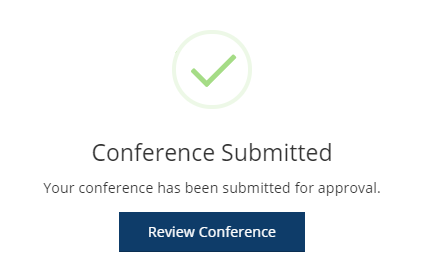 Conference Submitted
Your conference has been submitted for approval.
Review Conference